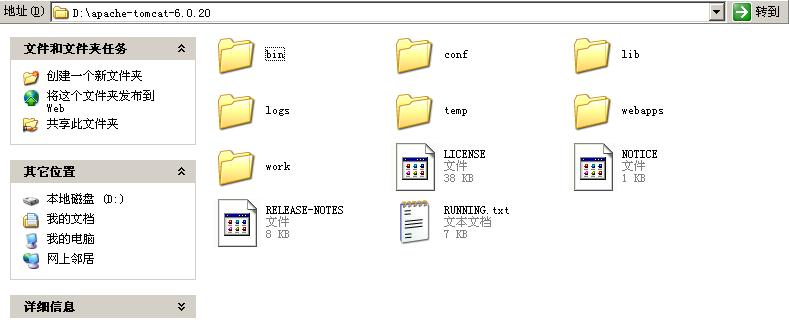 地址(D) D:\apache-tomcat-6.0.20 转到
文件和文件夹任务
创建一个新文件夹
将这个文件夹发布到
Web
共享此文件夹
其它位置
本地磁盘 (D:)
我的文档
我的电脑
网上邻居
详细信息
bin
conf
lib
logs
temp
webapps
work
LICENSE
文件
38 KB
NOTICE
文件
1 KB
RELEASE-NOTES
文件
8 KB
RUNNING.txt
文本文档
7 KB